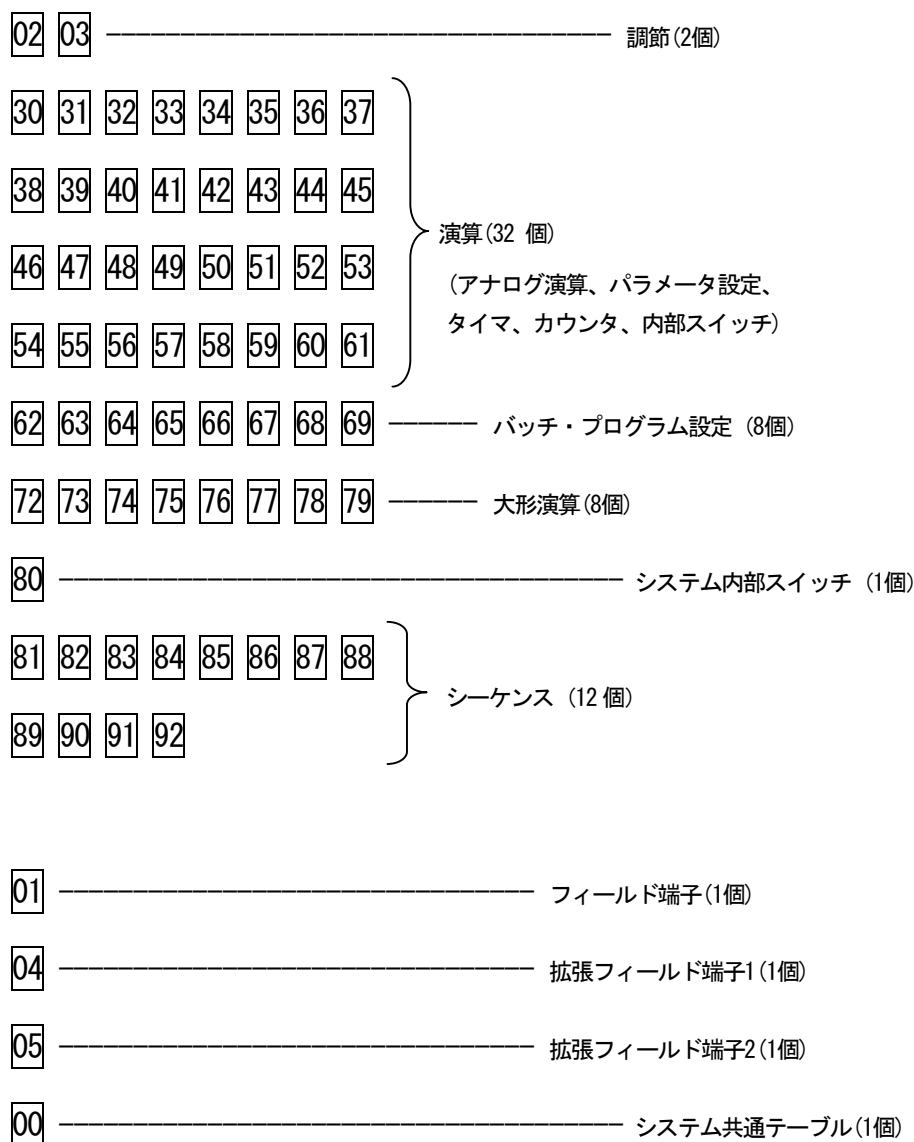 02 03 調節(2個)
30 31 32 33 34 35 36 37
38 39 40 41 42 43 44 45
演算(32 個)
46 47 48 49 50 51 52 53
(アナログ演算、パラメータ設定、
タイマ、カウンタ、内部スイッチ)
54 55 56 57 58 59 60 61
62 63 64 65 66 67 68 69 バッチ・プログラム設定 (8個)
72 73 74 75 76 77 78 79 大形演算(8個)
80 システム内部スイッチ (1個)
81 82 83 84 85 86 87 88
シーケンス (12 個)
89 90 91 92
01 フィールド端子(1個)
04 拡張フィールド端子1(1個)
05 拡張フィールド端子2(1個)
00 システム共通テーブル(1個)